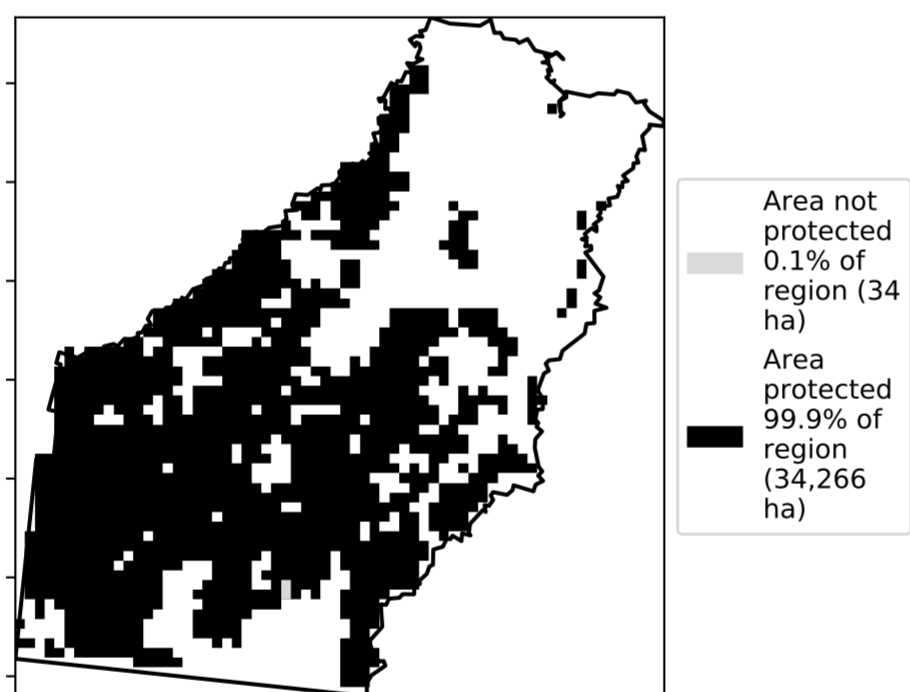 Area not
protected
0.1% of
region (34
ha)
Area
protected
99.9% of
region
(34,266
ha)